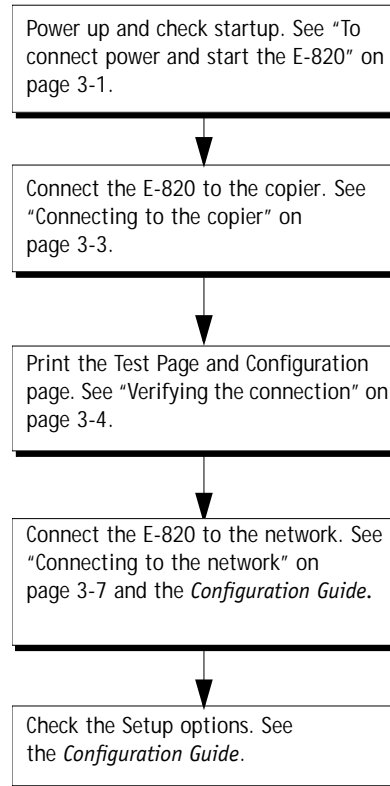 Power up and check startup. See “To
connect power and start the E-820” on
page 3-1.
Connect the E-820 to the copier. See
“Connecting to the copier” on
page 3-3.
Print the Test Page and Configuration
page. See “Verifying the connection” on
page 3-4.
Connect the E-820 to the network. See
“Connecting to the network” on
page 3-7 and the Configuration Guide.
Check the Setup options. See
the Configuration Guide.